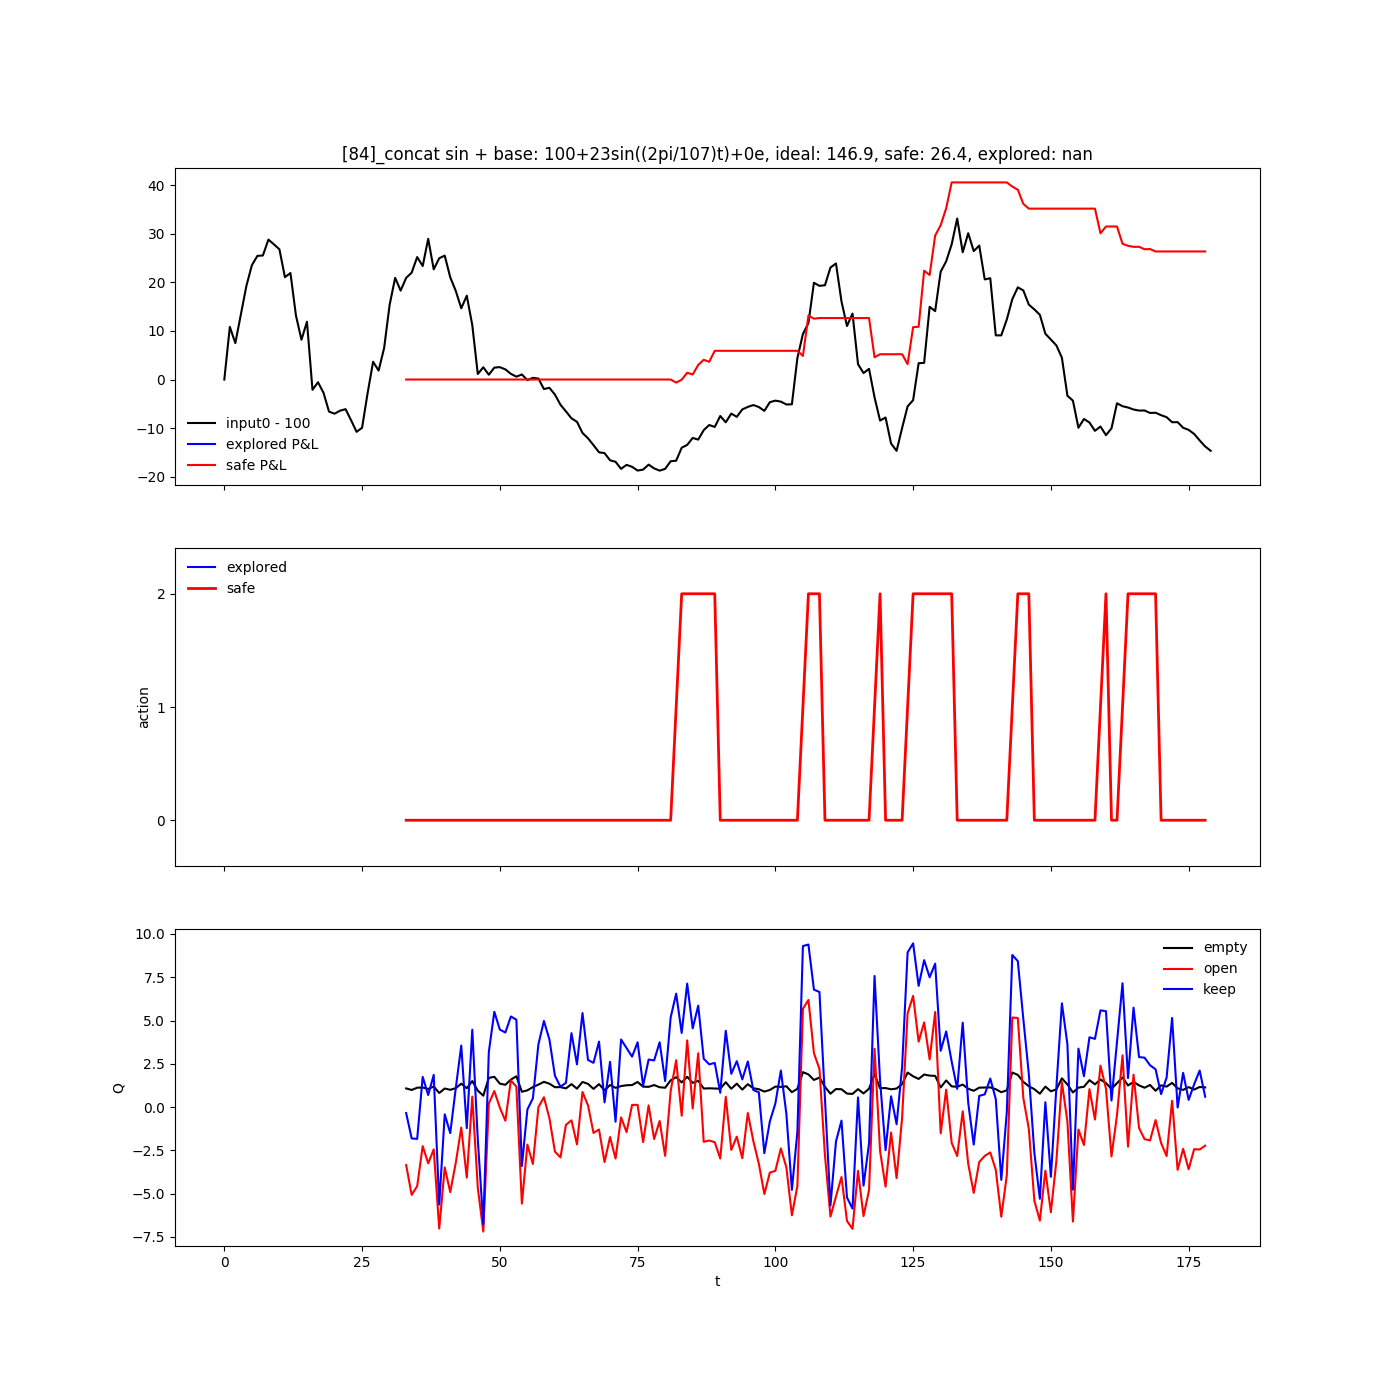 [84]_concat sin + base: 100+23sin((2pi/107)t)+0e, ideal: 146.9, safe: 26.4, explored: nan
40
30
20
10
0
−10
−20
input0 - 100
explored P&L
safe P&L
explored
safe
2
1
0
action
empty
open
keep
10.0
7.5
5.0
2.5
0.0
−2.5
−5.0
−7.5
Q
0 25 50 75 100 125 150 175
t